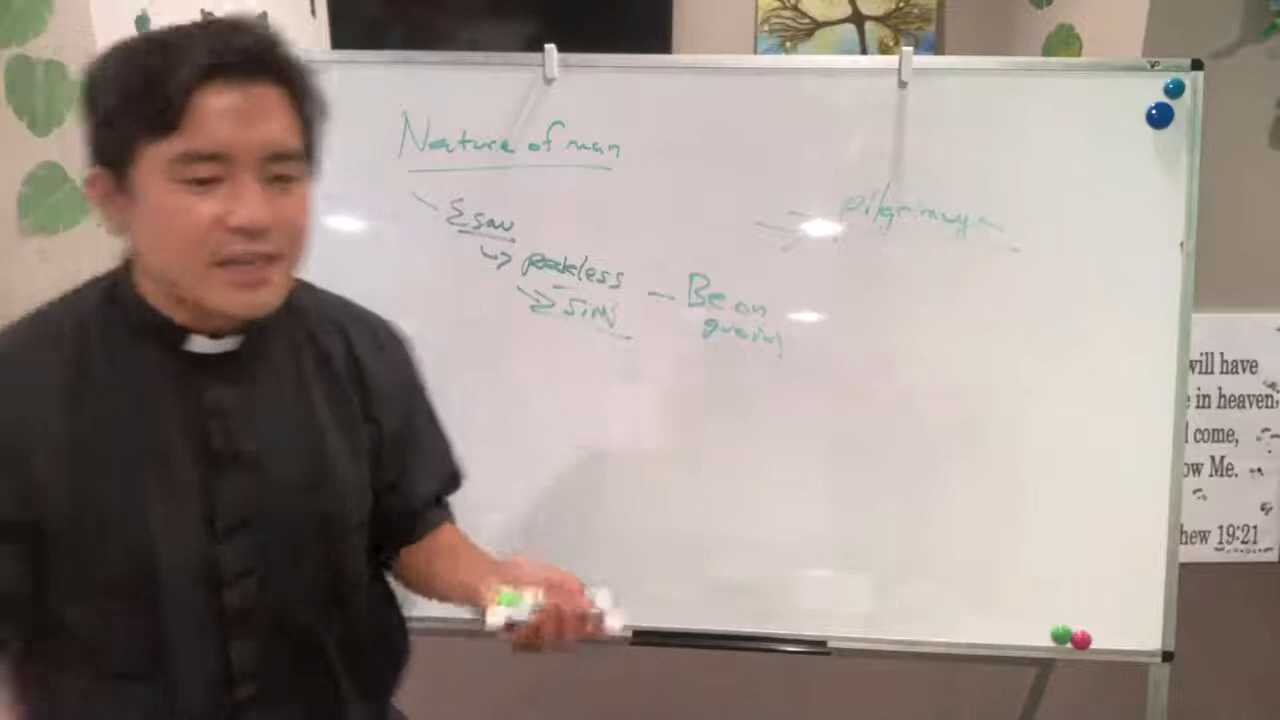 Nature of man
Esau
reckless
Be on
guard
pilgrimage
will have
in heaven;
come,
ow Me.
hew 19:21